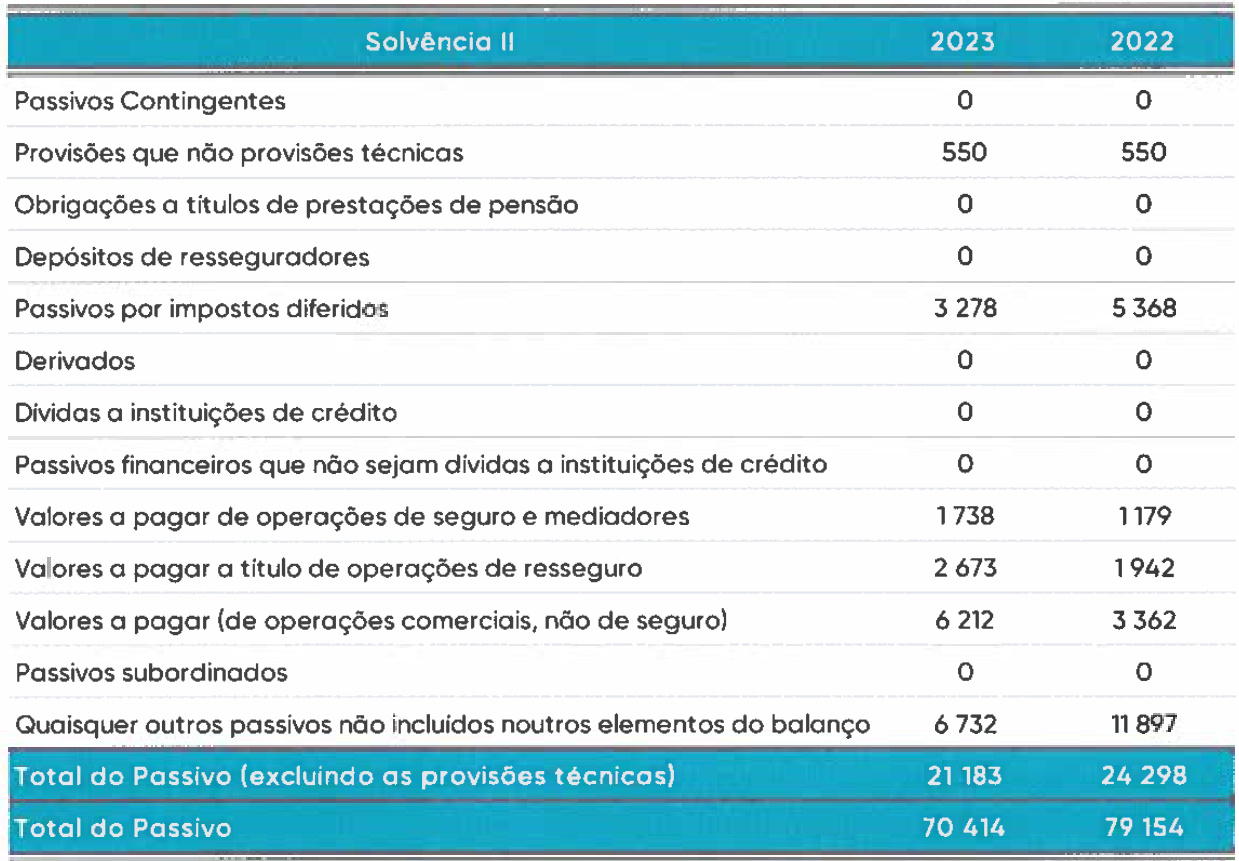 Solvência II 2023 2022
Passivos Contingentes 0 0
Provisões que não provisões técnicas 550 550
Obrigações a títulos de prestações de pensão 0 0
Depósitos de resseguradores 0 0
Passivos por impostos diferidos 3 278 5 368
Derivados 0 0
Dívidas a instituições de crédito 0 0
Passivos financeiros que não sejam dívidas a instituições de crédito 0 0
Valores a pagar de operações de seguro e mediadores 1 738 1 179
Valores a pagar a título de operações de resseguro 2 673 1 942
Valores a pagar (de operações comerciais, não de seguro) 6 212 3 362
Passivos subordinados 0 0
Quaisquer outros passivos não incluídos noutros elementos do balanço 6 732 11 897
Total do Passivo (excluindo as provisões técnicas) 21 183 24 298
Total do Passivo 70 414 79 154